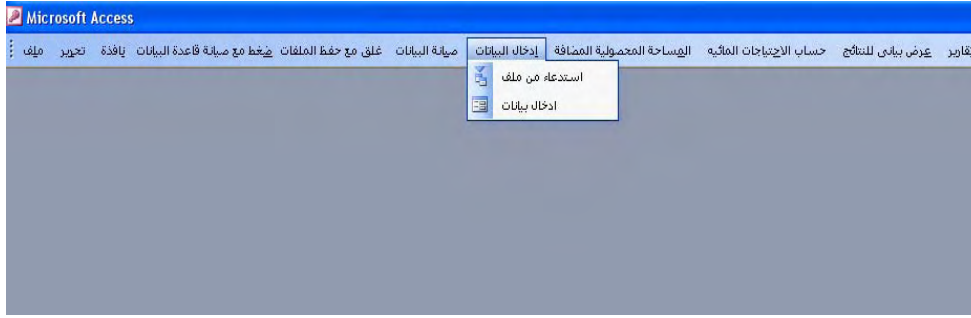 Microsoft Access
ملف تحرير نافذة ضغط مع صيانة قاعدة البيانات غلق مع حفظ الملفات صيانة البيانات إدخال البيانات المساحة المحصولية المضافة حساب الاحتياجات المائيه عرض بيانى للنتائج
استدعاء من ملف
ادخال بيانات